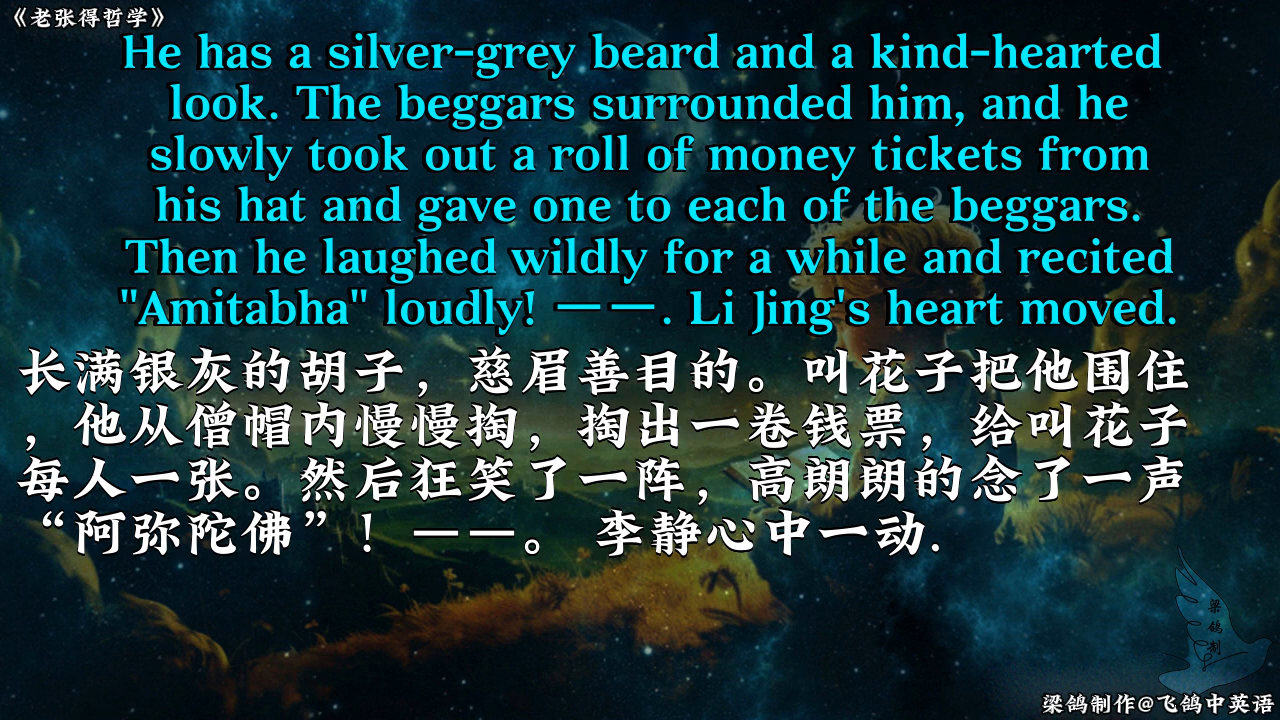 《老张得哲学》
He has a silver-grey beard and a kind-hearted
look. The beggars surrounded him, and he
slowly took out a roll of money tickets from
his hat and gave one to each of the beggars.
Then he laughed wildly for a while and recited
"Amitabha" loudly! ——. Li Jing's heart moved.
长满银灰的胡子，慈眉善目的。叫花子把他围住
，他从僧帽内慢慢掏，掏出一卷钱票，给叫花子
每人一张。然后狂笑了一阵，高朗朗的念了一声
“阿弥陀佛”！——。 李静心中一动.
梁鸽制
梁鸽制作@飞鸽中英语